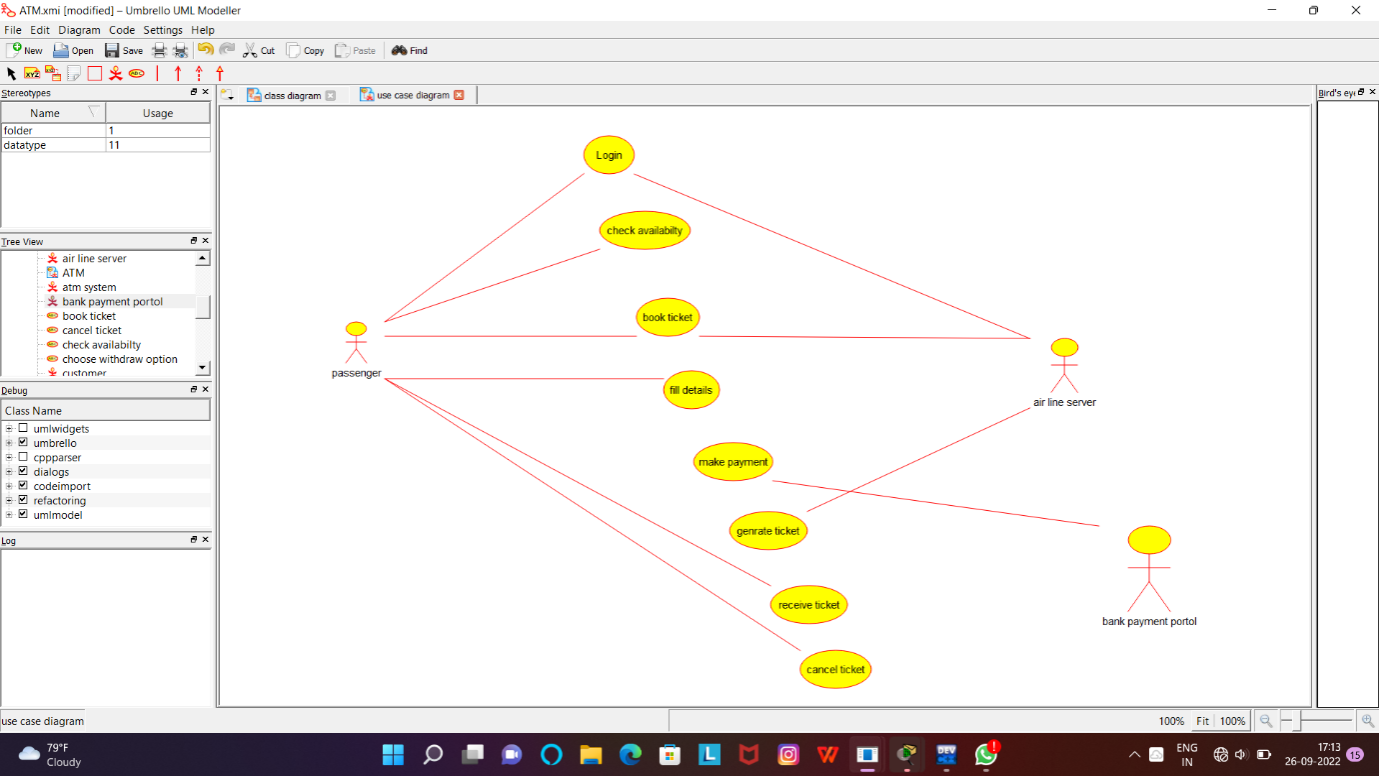 ATM.xmi [modified] – Umbrello UML Modeller
File Edit Diagram Code Settings Help
New Open Save Cut Copy Paste Find
XYZ ABC
Stereotypes
Name Usage
folder 1
datatype 11
Tree View
air line server
ATM
atm system
bank payment portol
book ticket
cancel ticket
check availabilty
choose withdraw option
customer
Debug
Class Name
umlwidgets
umbrello
cppparser
dialogs
codeimport
refactoring
umlmodel
Log
class diagram
use case diagram
Bird's eye
Login
check availabilty
book ticket
passenger
fill details
air line server
make payment
genrate ticket
bank payment portol
receive ticket
cancel ticket
use case diagram
100% Fit 100%
79°F
Cloudy
L
DEV
ENG
IN
17:13
26-09-2022
15